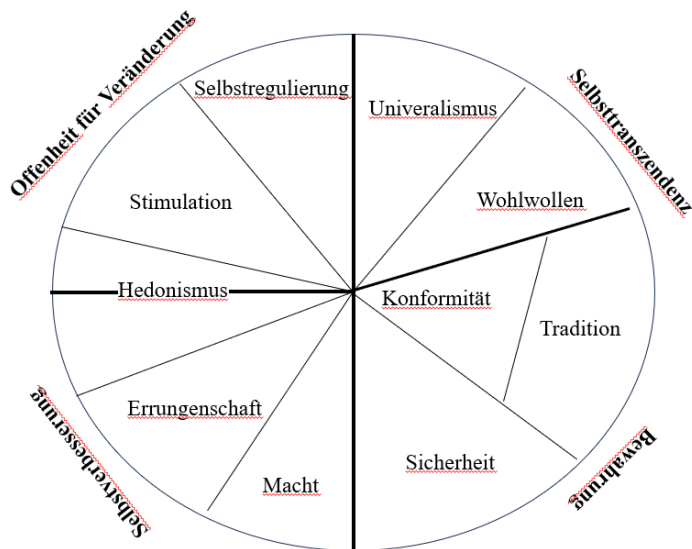 Offenheit für Veränderung
Selbsttranszendenz
Selbstregulierung
Univeralismus
Stimulation
Wohlwollen
Hedonismus
Konformität
Tradition
Errungenschaft
Sicherheit
Macht
Selbstverbesserung
Bewahrung